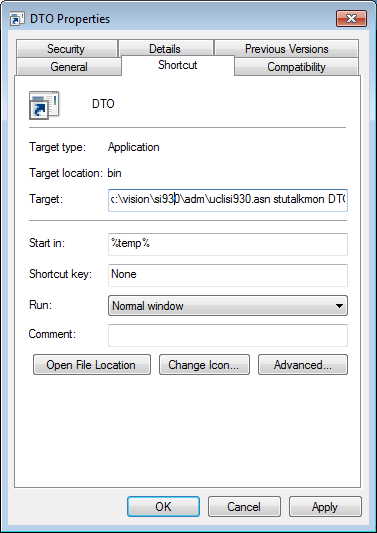 DTO Properties
Security Details Previous Versions
General Shortcut Compatibility
DTO
Target type: Application
Target location: bin
Target: c:\vision\si930\adm\uclisi930.asn stutalkmon DTO
Start in: %temp%
Shortcut key: None
Run: Normal window
Comment:
Open File Location Change Icon... Advanced...
OK Cancel Apply